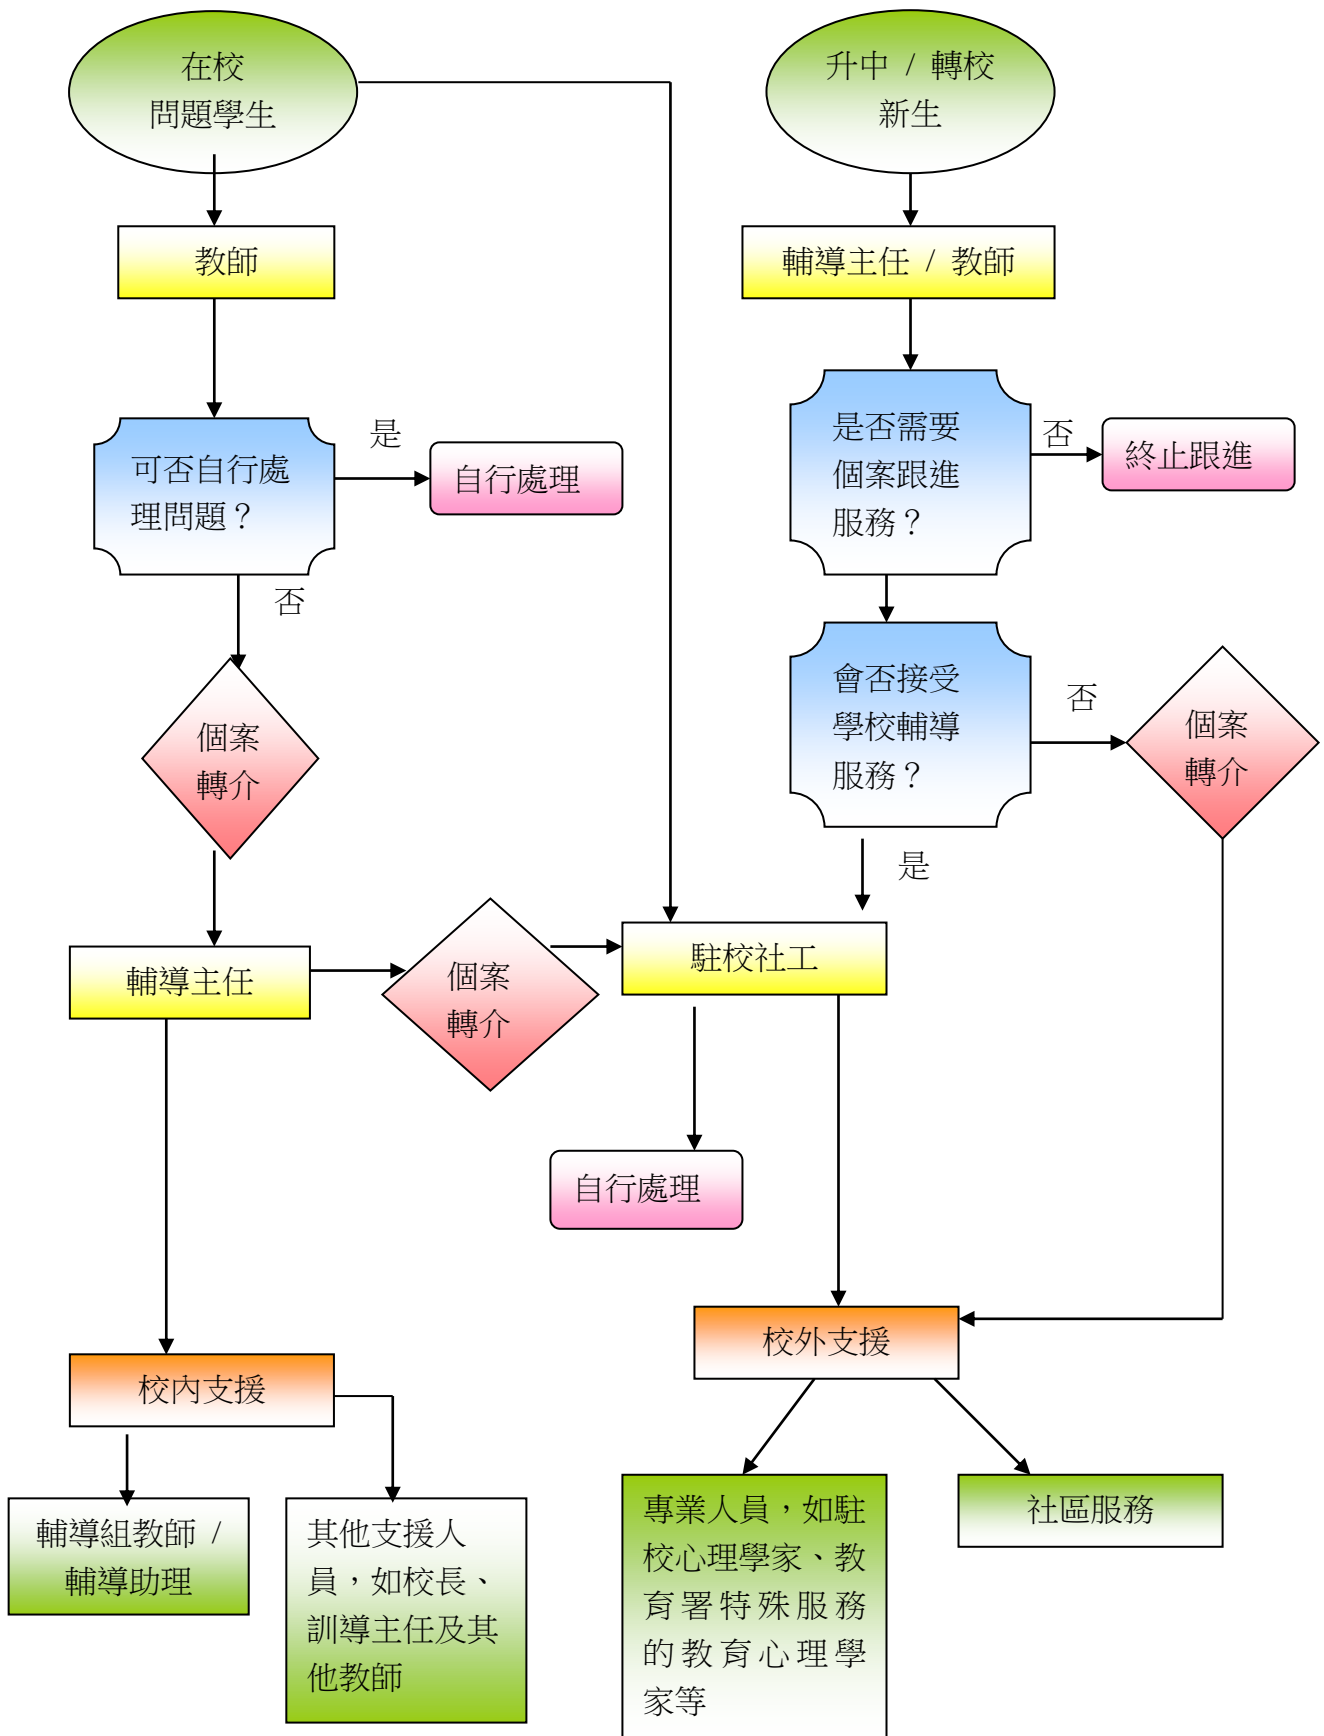 在校
問題學生
升中 / 轉校
新生
教師
輔導主任 / 教師
可否自行處
理問題？
是
自行處理
是否需要
個案跟進
服務？
否
終止跟進
否
會否接受
學校輔導
服務？
否
個案
轉介
個案
轉介
是
輔導主任
個案
轉介
駐校社工
自行處理
校外支援
校內支援
輔導組教師 /
輔導助理
其他支援人
員，如校長、
訓導主任及其
他教師
專業人員，如駐
校心理學家、教
育署特殊服務
的教育心理學
家等
社區服務